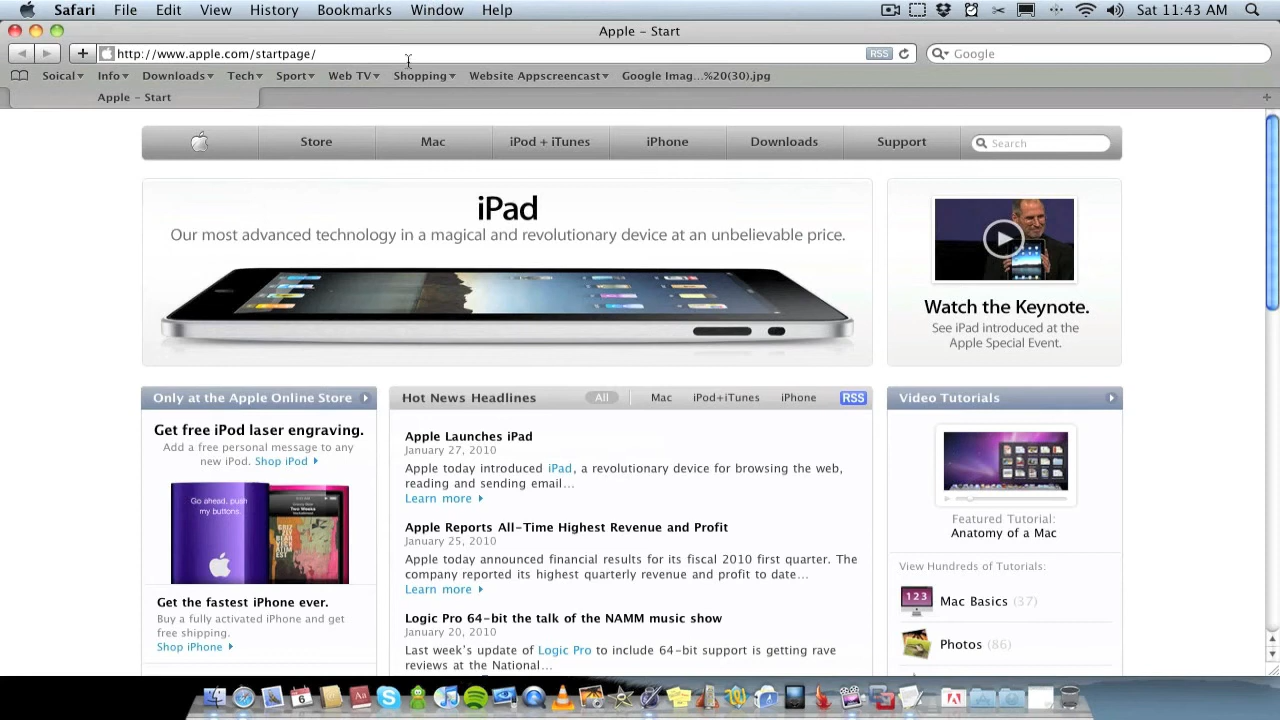 Safari File Edit View History Bookmarks Window Help Sat 11:43 AM
Apple – Start
http://www.apple.com/startpage/ RSS Google
Soical Info Downloads Tech Sport Web TV Shopping Website Appscreencast Google Imag...%20(30).jpg
Apple – Start
Store Mac iPod + iTunes iPhone Downloads Support Search
iPad
Our most advanced technology in a magical and revolutionary device at an unbelievable price.
Watch the Keynote.
See iPad introduced at the
Apple Special Event.
Only at the Apple Online Store
Get free iPod laser engraving.
Add a free personal message to any
new iPod. Shop iPod
Go ahead, push
my buttons.
Two Weeks
Get the fastest iPhone ever.
Buy a fully activated iPhone and get
free shipping.
Shop iPhone
Hot News Headlines All Mac iPod+iTunes iPhone RSS
Apple Launches iPad
January 27, 2010
Apple today introduced iPad, a revolutionary device for browsing the web,
reading and sending email...
Learn more
Apple Reports All-Time Highest Revenue and Profit
January 25, 2010
Apple today announced financial results for its fiscal 2010 first quarter. The
company reported its highest quarterly revenue and profit to date...
Learn more
Logic Pro 64-bit the talk of the NAMM music show
January 20, 2010
Last week's update of Logic Pro to include 64-bit support is getting rave
reviews at the National...
Video Tutorials
Featured Tutorial:
Anatomy of a Mac
View Hundreds of Tutorials:
123
Mac Basics (37)
Photos (86)
6